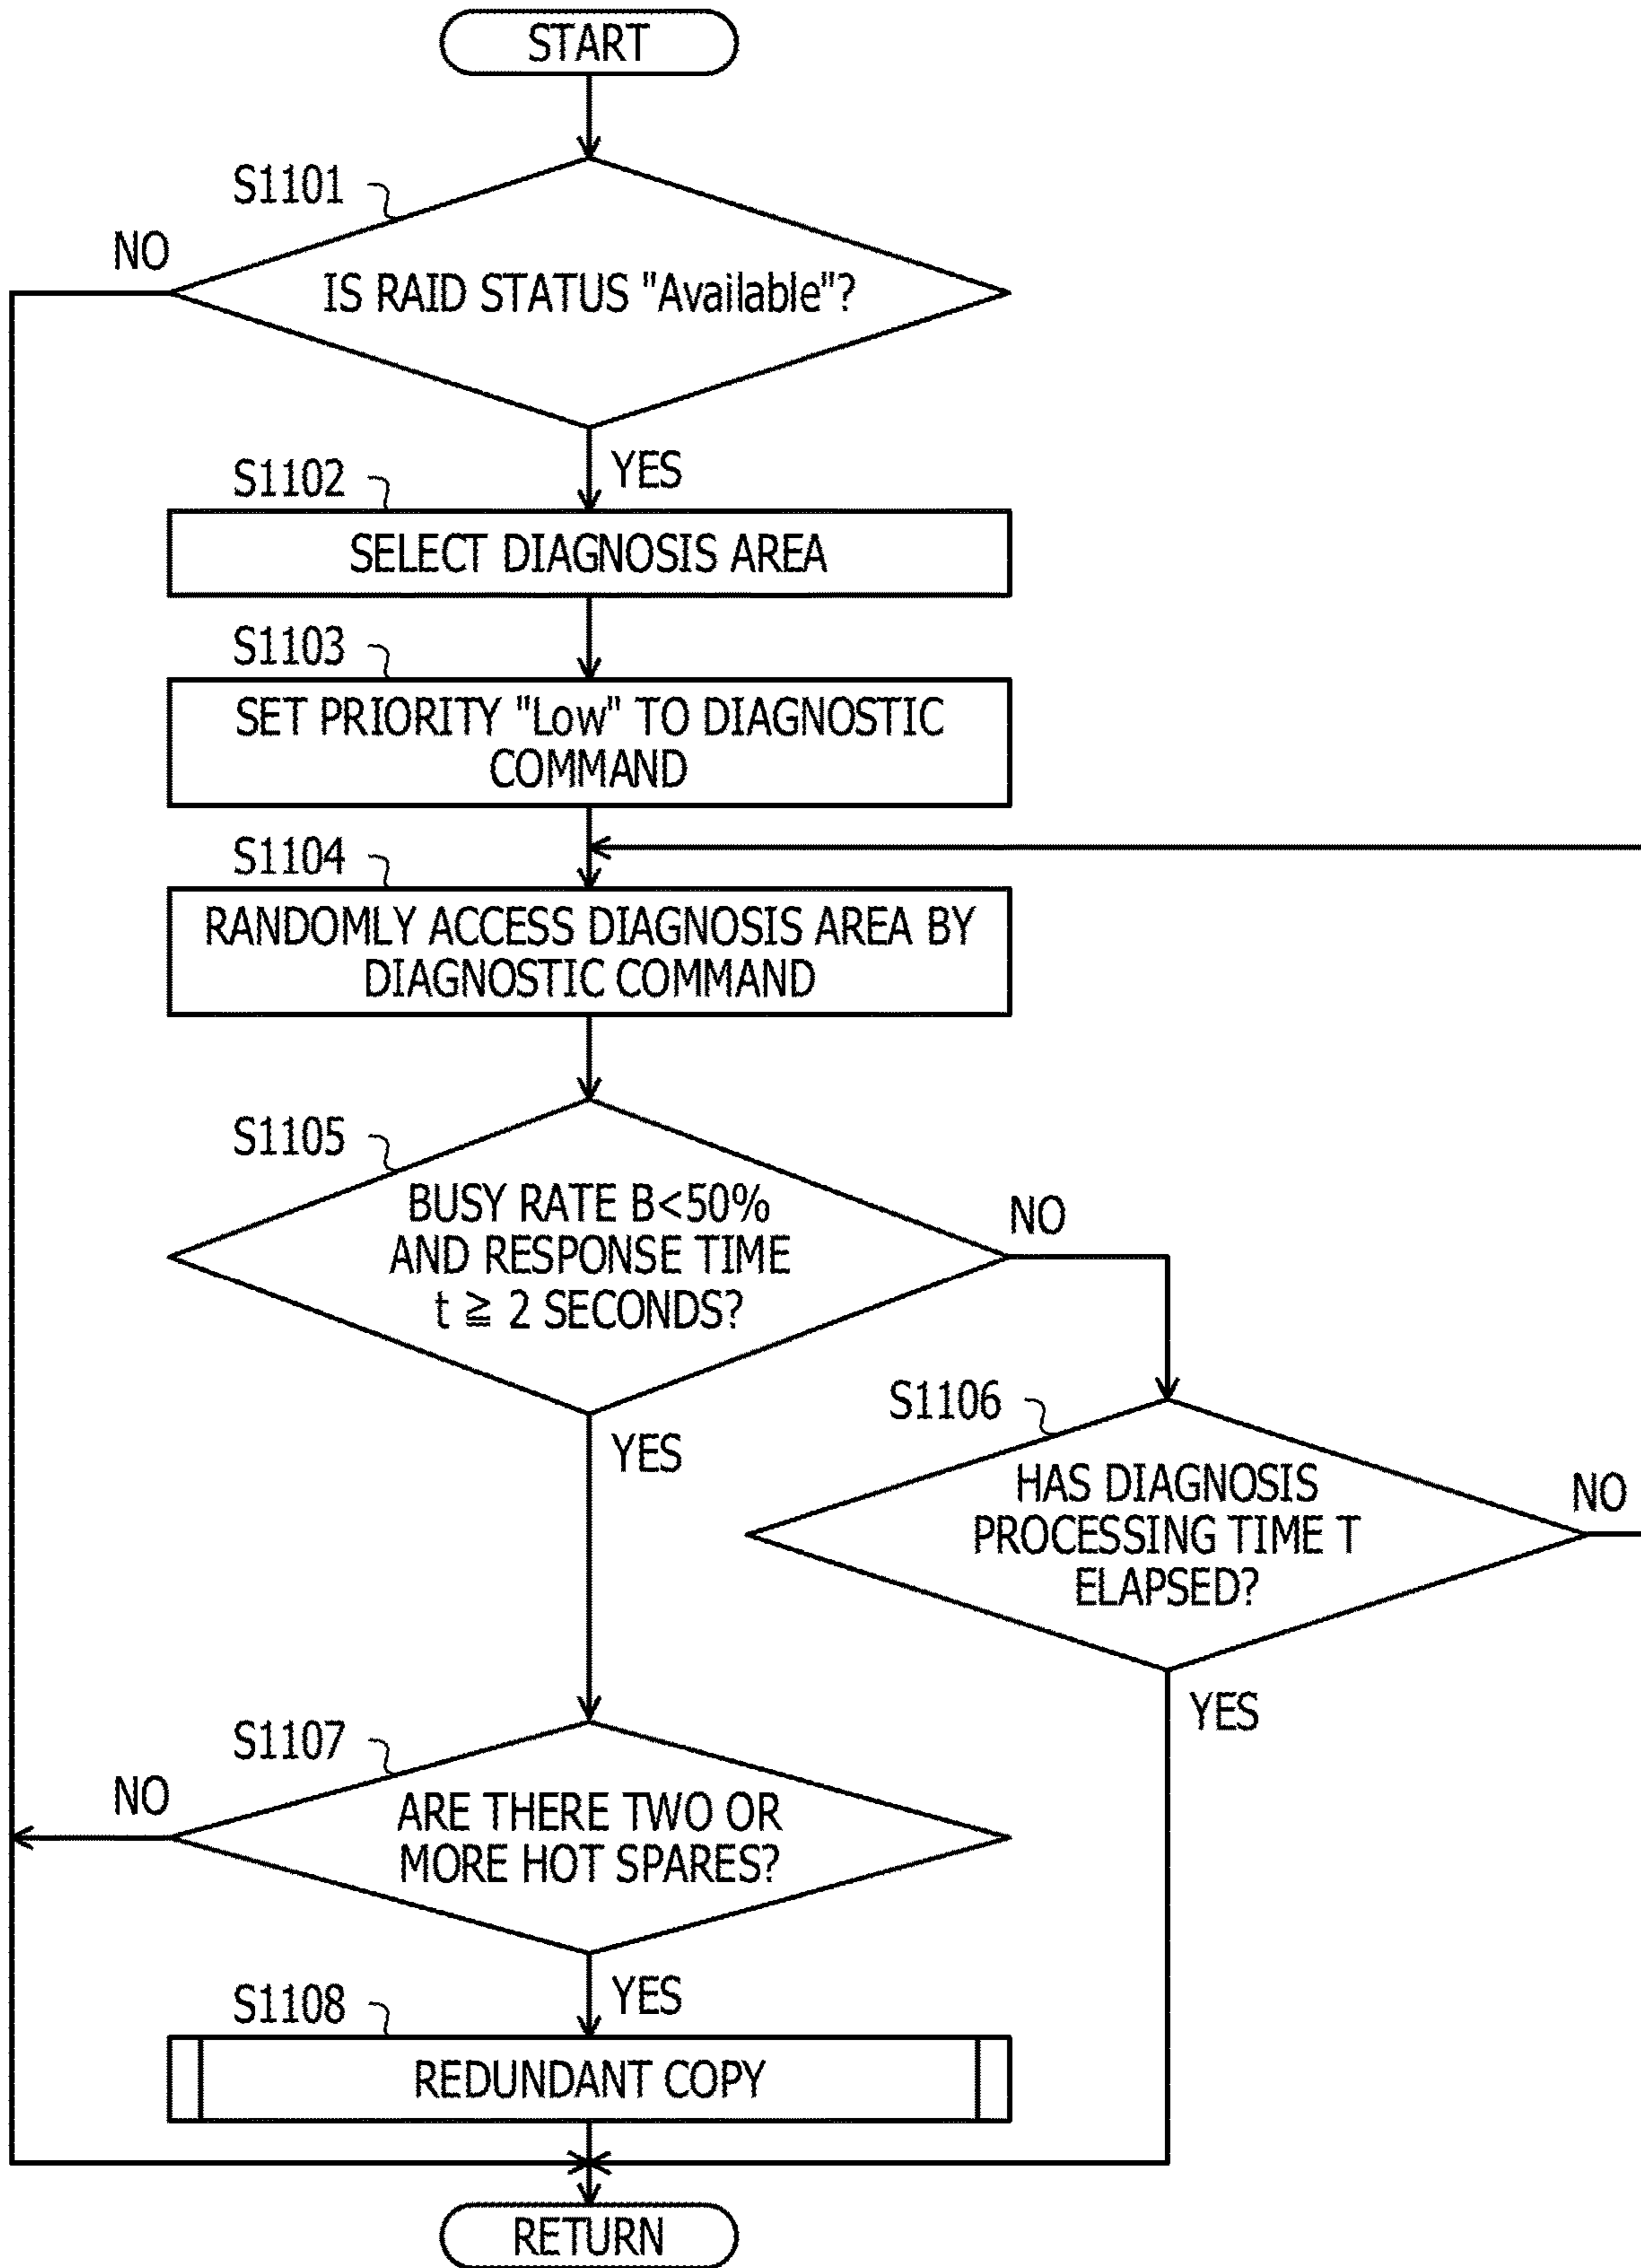 START
S1101
NO
IS RAID STATUS "Available"?
YES
S1102
SELECT DIAGNOSIS AREA
S1103
SET PRIORITY "Low" TO DIAGNOSTIC
COMMAND
S1104
RANDOMLY ACCESS DIAGNOSIS AREA BY
DIAGNOSTIC COMMAND
S1105
BUSY RATE B<50%
AND RESPONSE TIME
t ≧ 2 SECONDS?
NO
YES
S1106
HAS DIAGNOSIS
PROCESSING TIME T
ELAPSED?
NO
YES
S1107
NO
ARE THERE TWO OR
MORE HOT SPARES?
YES
S1108
REDUNDANT COPY
RETURN